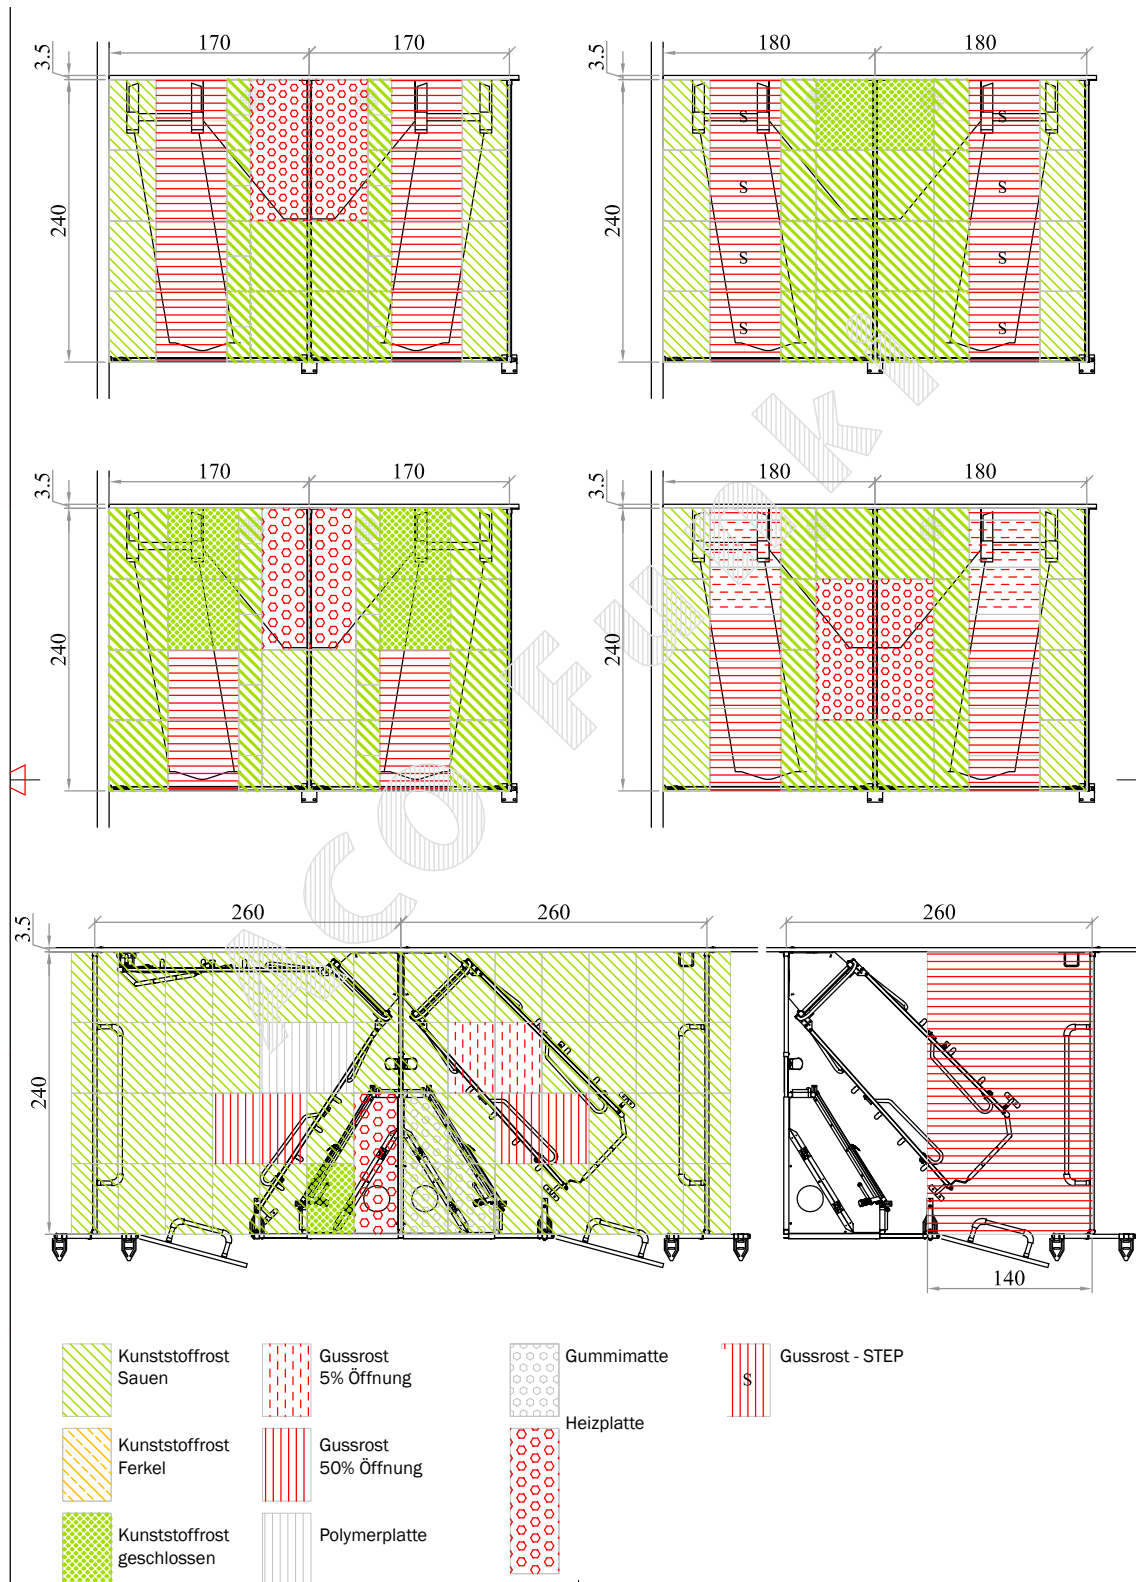 170 170
3.5
240
180 180
3.5
240
S
S
S
S
S
S
S
S
170 170
3.5
240
180 180
3.5
240
ACO Funki
260 260
3.5
240
260
140
Kunststoffrost
Sauen
Gussrost
5% Öffnung
Gummimatte
Gussrost - STEP
S
Heizplatte
Kunststoffrost
Ferkel
Gussrost
50% Öffnung
Kunststoffrost
geschlossen
Polymerplatte